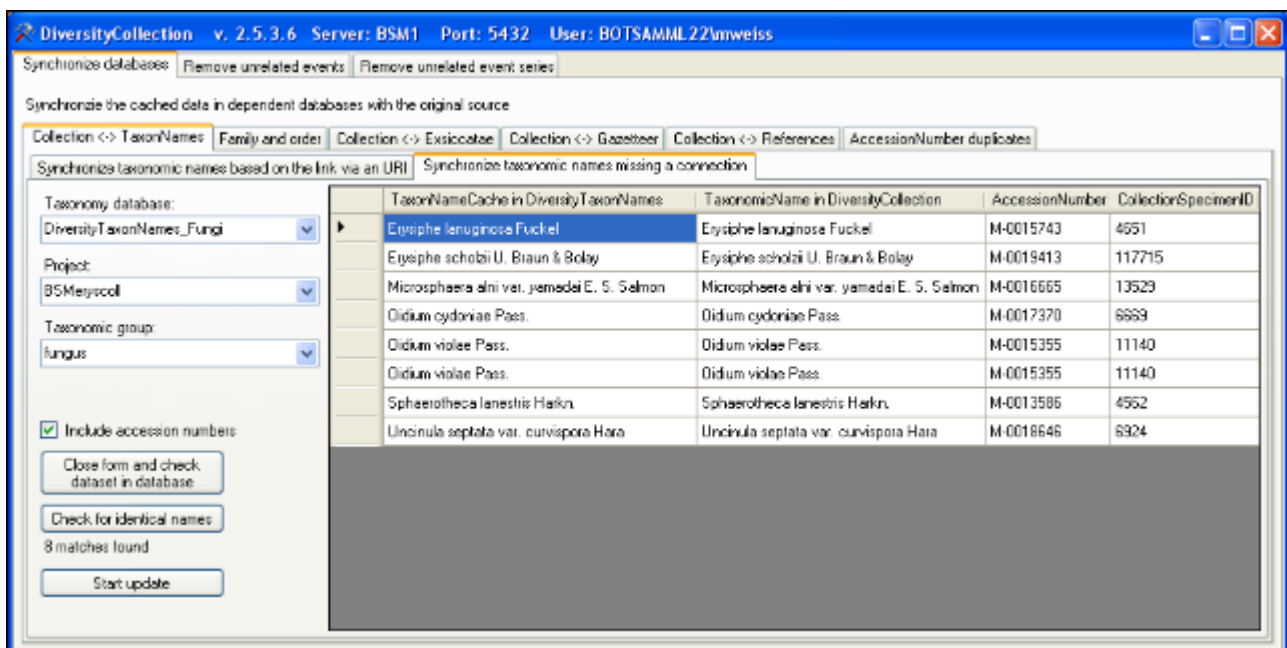 DiversityCollection v. 2.5.3.6 Server: BSM1 Port: 5432 User: BOTSAMML22\mweiss
Synchronize databases Remove unrelated events Remove unrelated event series
Synchronzie the cached data in dependent databases with the original source
Collection <-> TaxonNames Family and order Collection <-> Exsiccatae Collection <-> Gazetteer Collection <-> References AccessionNumber duplicates
Synchronize taxonomic names based on the link via an URI Synchronize taxonomic names missing a connection
Taxonomy database:
DiversityTaxonNames_Fungi
Project:
BSMeryscoll
Taxonomic group:
fungus
Include accession numbers
Close form and check
dataset in database
Check for identical names
8 matches found
Start update
TaxonNameCache in DiversityTaxonNames TaxonomicName in DiversityCollection AccessionNumber CollectionSpecimenID
Erysiphe lanuginosa Fuckel Erysiphe lanuginosa Fuckel M-0015743 4651
Erysiphe scholzii U. Braun & Bolay Erysiphe scholzii U. Braun & Bolay M-0019413 117715
Microsphaera alni var. yamadai E. S. Salmon Microsphaera alni var. yamadai E. S. Salmon M-0016665 13529
Oidium cydoniae Pass. Oidium cydoniae Pass. M-0017370 6669
Oidium violae Pass. Oidium violae Pass. M-0015355 11140
Oidium violae Pass. Oidium violae Pass. M-0015355 11140
Sphaerotheca lanestris Harkn. Sphaerotheca lanestris Harkn. M-0013586 4562
Uncinula septata var. curvispora Hara Uncinula septata var. curvispora Hara M-0018646 6924